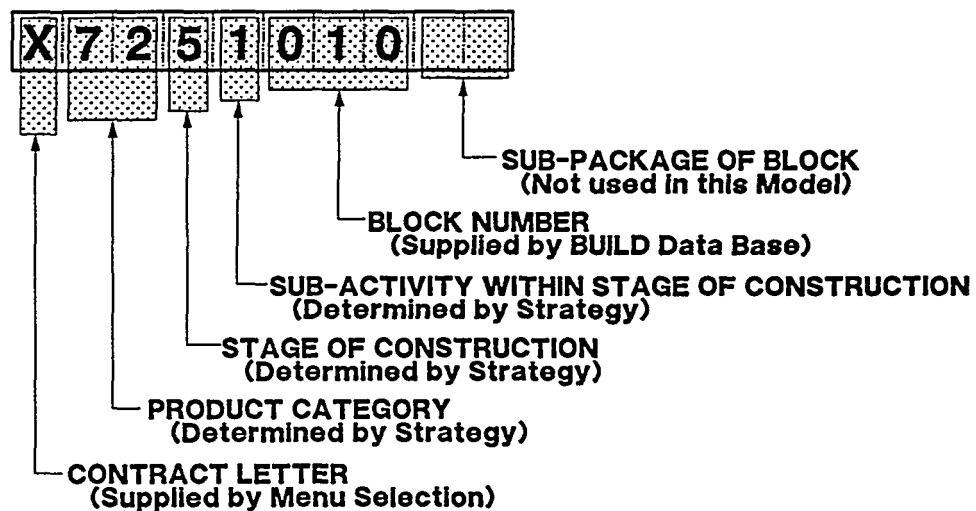 X7251010
SUB-PACKAGE OF BLOCK
(Not used in this Model)
BLOCK NUMBER
(Supplied by BUILD Data Base)
SUB-ACTIVITY WITHIN STAGE OF CONSTRUCTION
(Determined by Strategy)
STAGE OF CONSTRUCTION
(Determined by Strategy)
PRODUCT CATEGORY
(Determined by Strategy)
CONTRACT LETTER
(Supplied by Menu Selection)